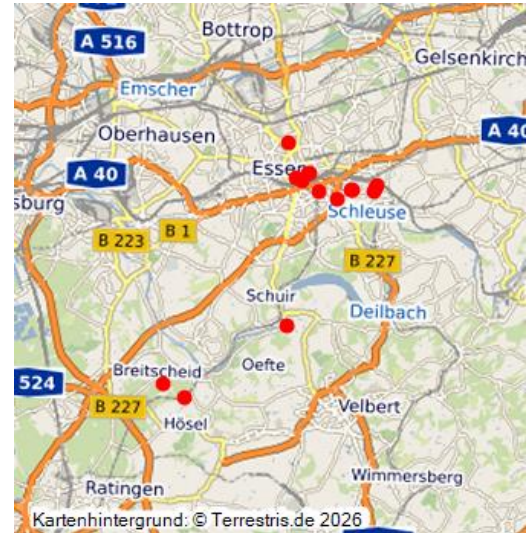 Bottrop
A 516
Gelsenkirch
Emscher
Oberhausen
A 40
Essen
A 40
sburg
Schleuse
B 223
B 1
B 227
Schuir
Deilbach
Breitscheid
Oefte
524
B 227
Velbert
Hösel
Wimmersberg
Ratingen
Kartenhintergrund: © Terrestris.de 2026